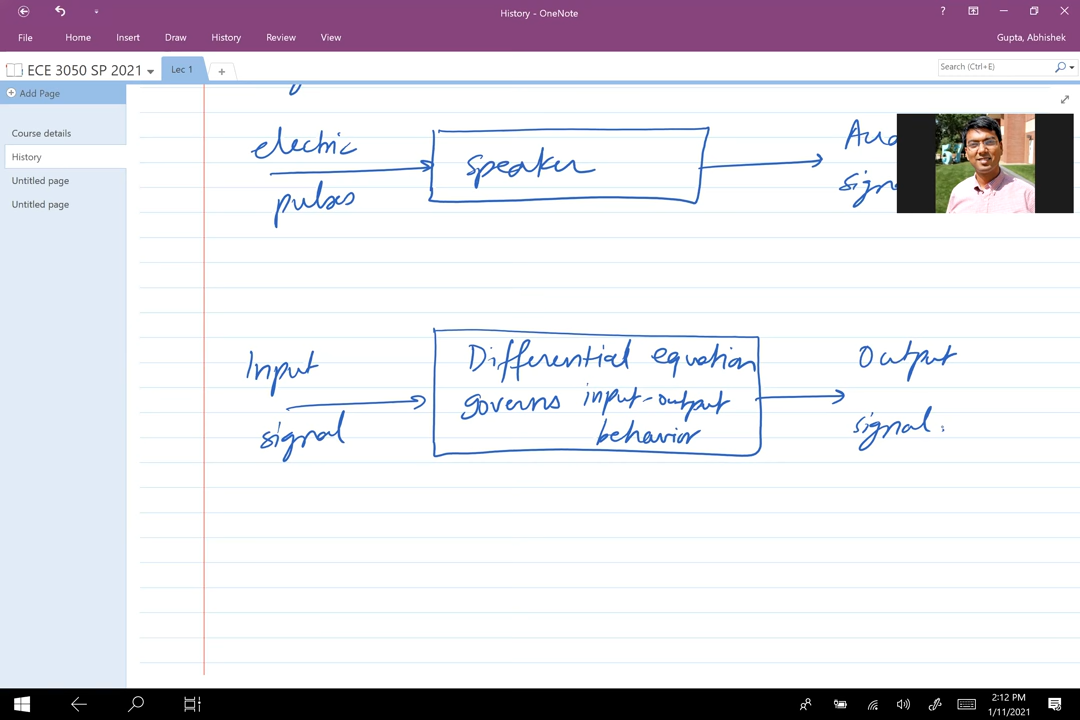 History - OneNote
?
File Home Insert Draw History Review View
Gupta, Abhishek
ECE 3050 SP 2021
Lec 1
Search (Ctrl+E)
Add Page
Course details
History
Untitled page
Untitled page
electric
pulses
speaker
Input
signal
Differential equation
governs input-output
behavior
Output
signal.
2:12 PM
1/11/2021